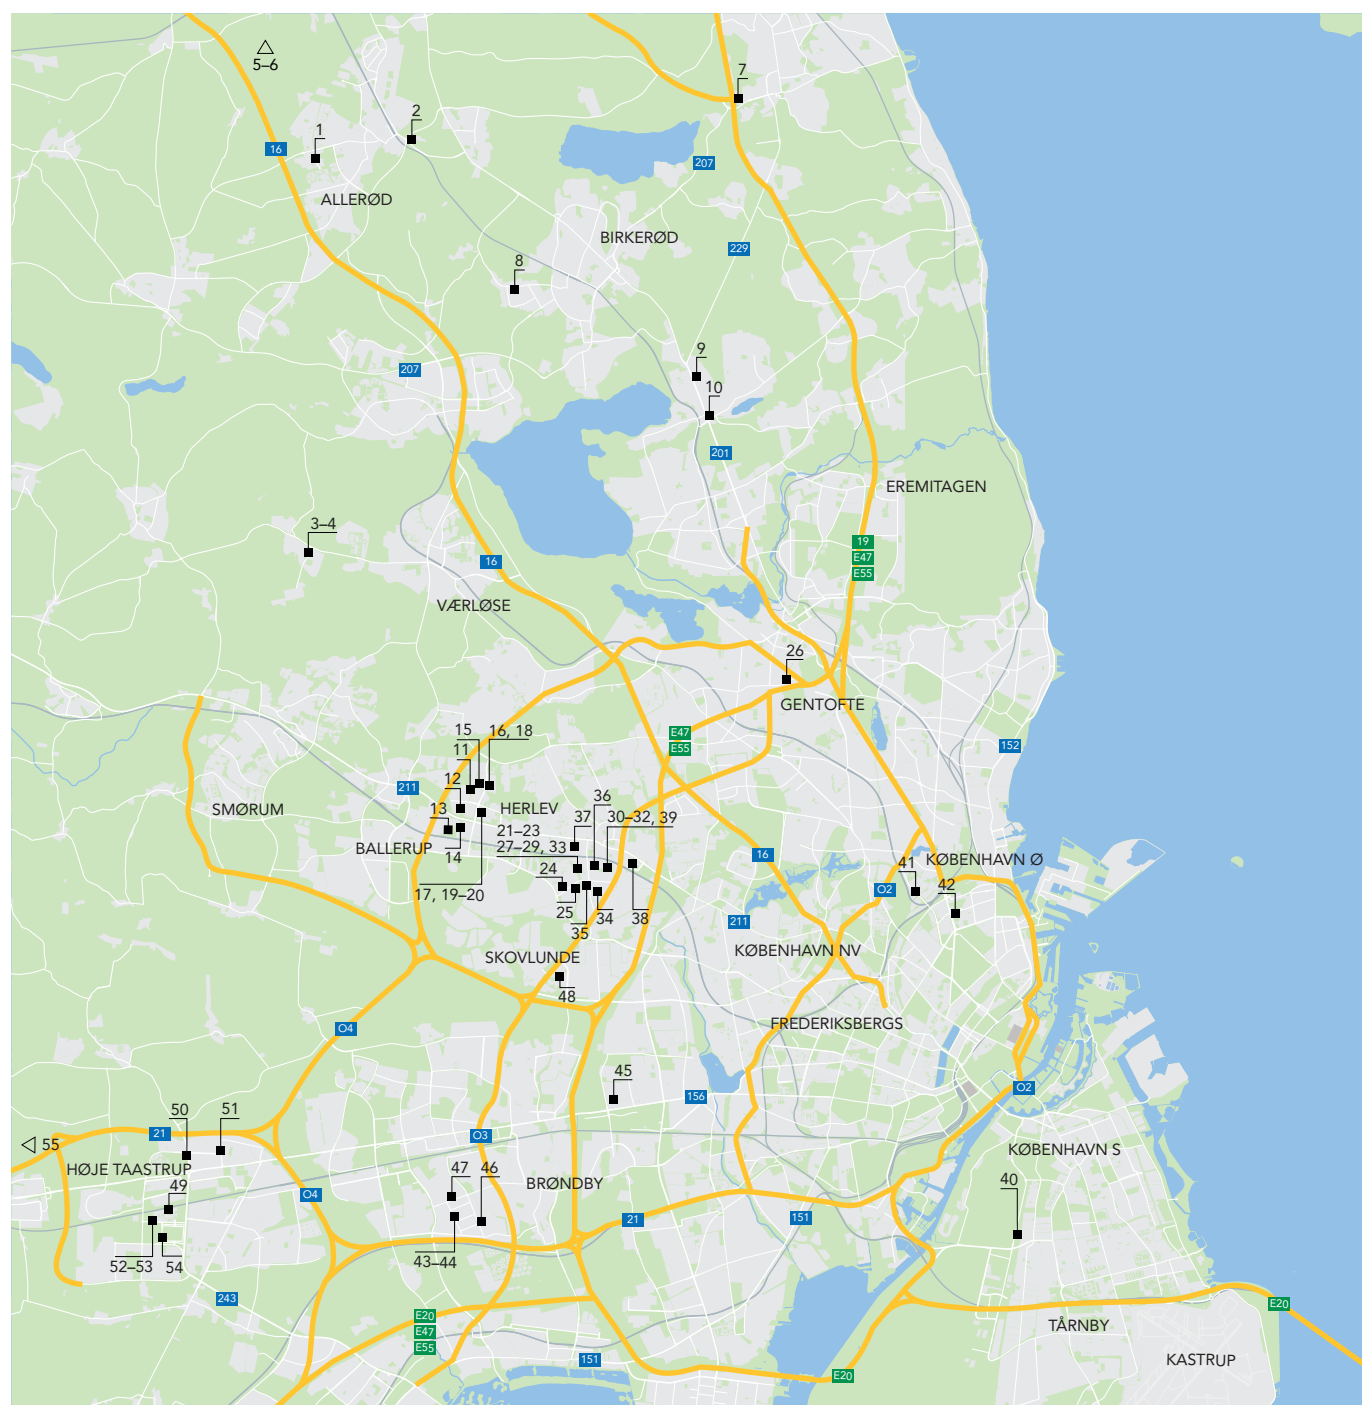 5–6
7
2
1
16
207
ALLERØD
BIRKERØD
229
8
9
207
10
201
EREMITAGEN
3–4
19
E47
E55
16
VÆRLØSE
26
GENTOFTE
15
16, 18
E47
E55
152
11
12
211
36
SMØRUM
13
HERLEV
37
30–32, 39
21–23
27–29, 33
BALLERUP
14
16
KØBENHAVN Ø
24
41
42
O2
17, 19–20
25
34
38
211
35
SKOVLUNDE
KØBENHAVN NV
48
FREDERIKSBERGS
O4
45
O2
156
50
51
21
O3
55
HØJE TAASTRUP
KØBENHAVN S
47
46
BRØNDBY
49
O4
40
21
151
52–53
54
43–44
243
E20
E20
E47
E55
TÅRNBY
151
KASTRUP
E20